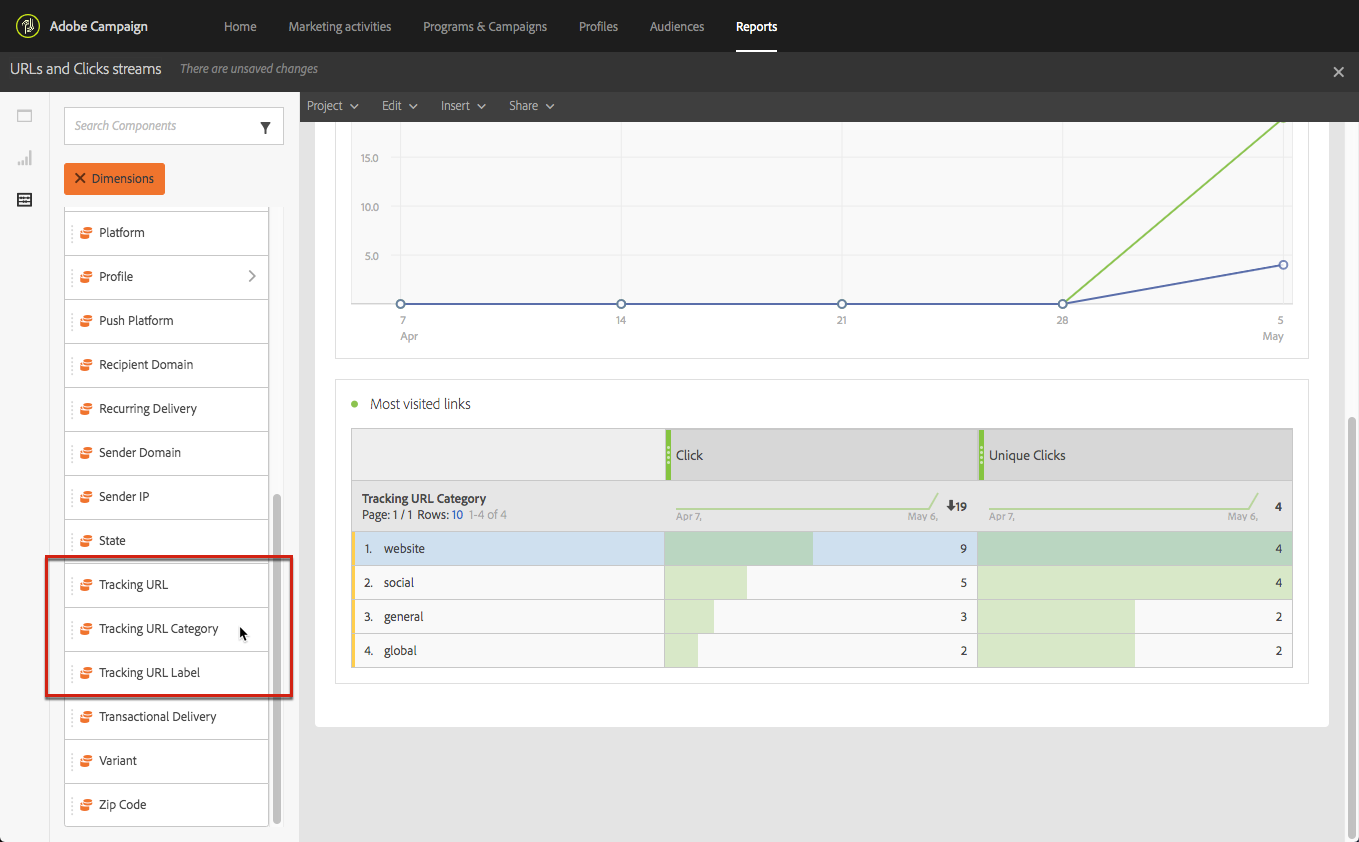 Adobe Campaign
Home Marketing activities Programs & Campaigns Profiles Audiences Reports
URLs and Clicks streams There are unsaved changes
Project Edit Insert Share
Search Components
Dimensions
Platform
Profile
Push Platform
Recipient Domain
Recurring Delivery
Sender Domain
Sender IP
State
Tracking URL
Tracking URL Category
Tracking URL Label
Transactional Delivery
Variant
Zip Code
15.0
10.0
5.0
7 14 21 28 5
Apr May
Most visited links
Click Unique Clicks
Tracking URL Category
Page: 1 / 1 Rows: 10 1-4 of 4
Apr 7, May 6, 19 Apr 7, May 6, 4
1. website 9 4
2. social 5 4
3. general 3 2
4. global 2 2